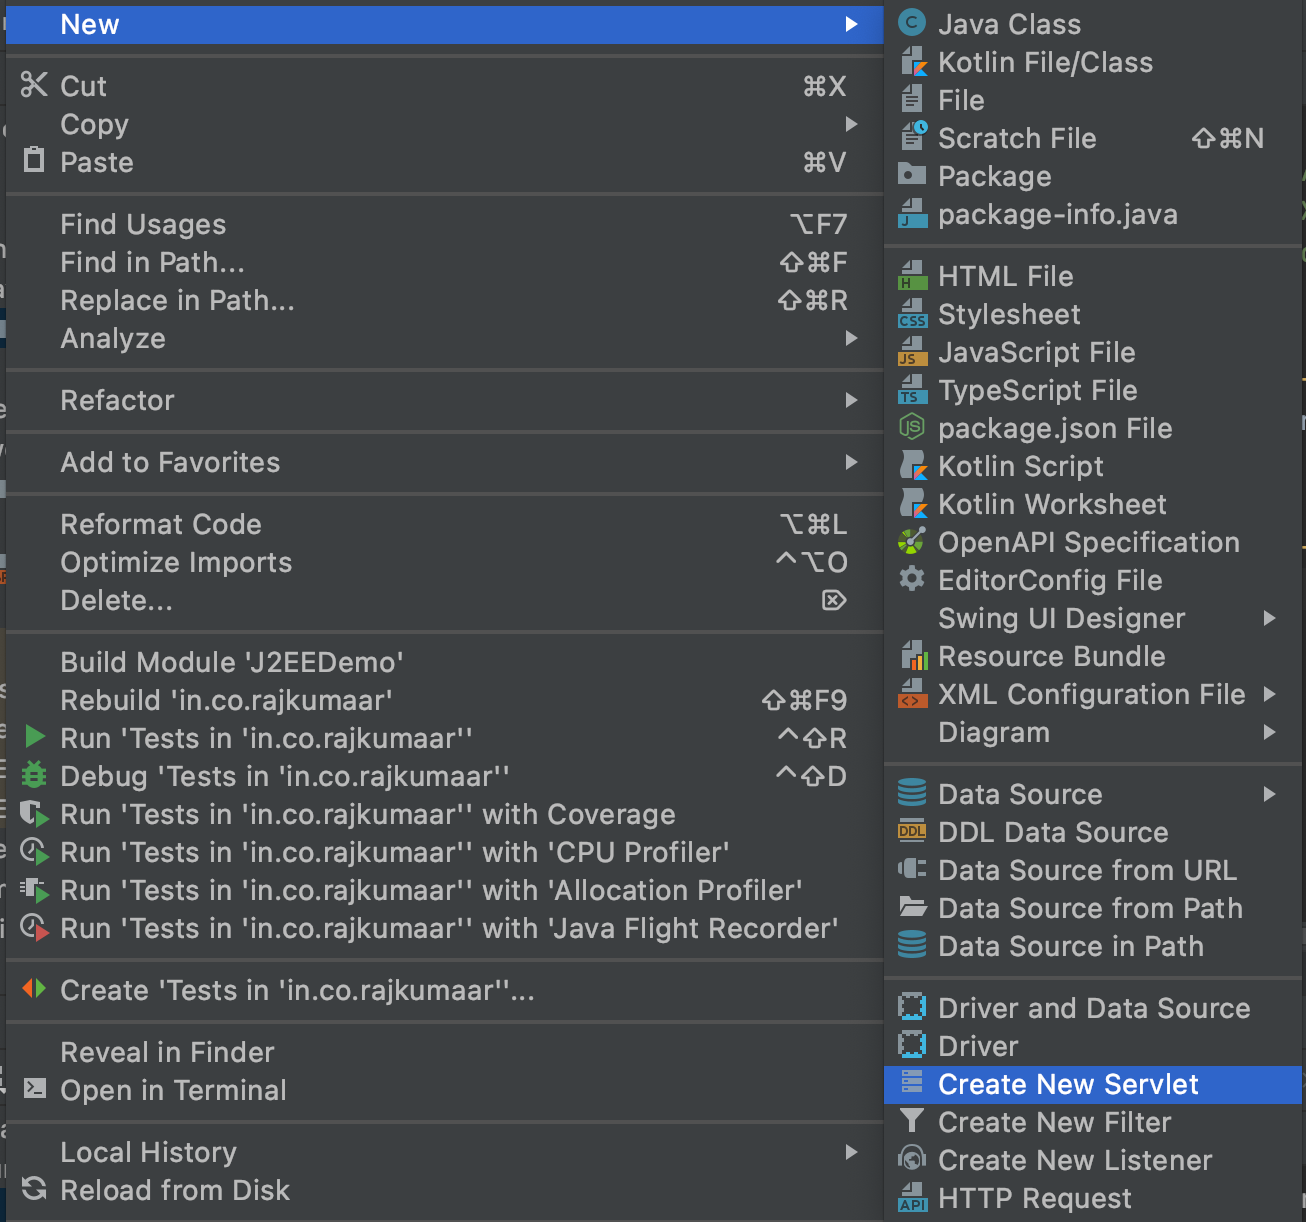 New
Cut ⌘X
Copy
Paste ⌘V
Find Usages ⌥F7
Find in Path... ⇧⌘F
Replace in Path... ⇧⌘R
Analyze
Refactor
Add to Favorites
Reformat Code ⌥⌘L
Optimize Imports ^⌥O
Delete... ⌦
Build Module 'J2EEDemo'
Rebuild 'in.co.rajkumaar' ⇧⌘F9
Run 'Tests in 'in.co.rajkumaar'' ^⇧R
Debug 'Tests in 'in.co.rajkumaar'' ^⇧D
Run 'Tests in 'in.co.rajkumaar'' with Coverage
Run 'Tests in 'in.co.rajkumaar'' with 'CPU Profiler'
Run 'Tests in 'in.co.rajkumaar'' with 'Allocation Profiler'
Run 'Tests in 'in.co.rajkumaar'' with 'Java Flight Recorder'
Create 'Tests in 'in.co.rajkumaar''...
Reveal in Finder
Open in Terminal
Local History
Reload from Disk
C Java Class
Kotlin File/Class
File
Scratch File ⇧⌘N
Package
J package-info.java
H HTML File
CSS Stylesheet
JS JavaScript File
TS TypeScript File
JS package.json File
Kotlin Script
Kotlin Worksheet
OpenAPI Specification
EditorConfig File
Swing UI Designer
Resource Bundle
<> XML Configuration File
Diagram
Data Source
DDL DDL Data Source
Data Source from URL
Data Source from Path
Data Source in Path
Driver and Data Source
Driver
Create New Servlet
Create New Filter
Create New Listener
API HTTP Request